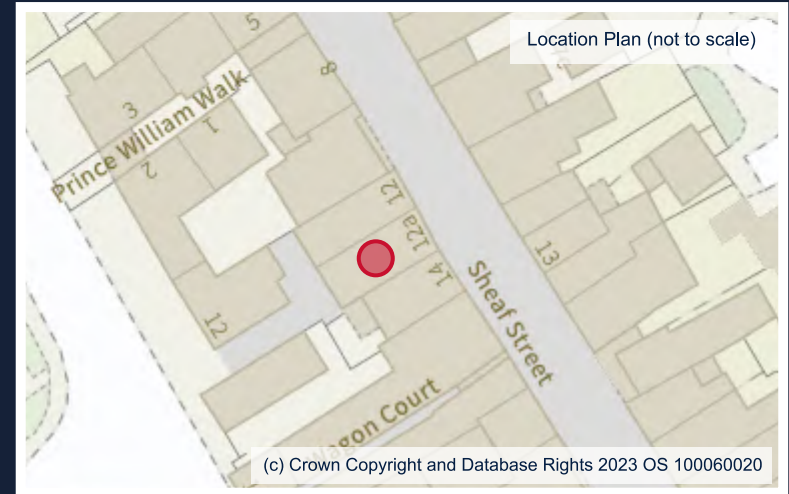 Location Plan (not to scale)
5
8
3
Prince William Walk
1
2
12
12a
14
13
12
Sheaf Street
Wagon Court
(c) Crown Copyright and Database Rights 2023 OS 100060020